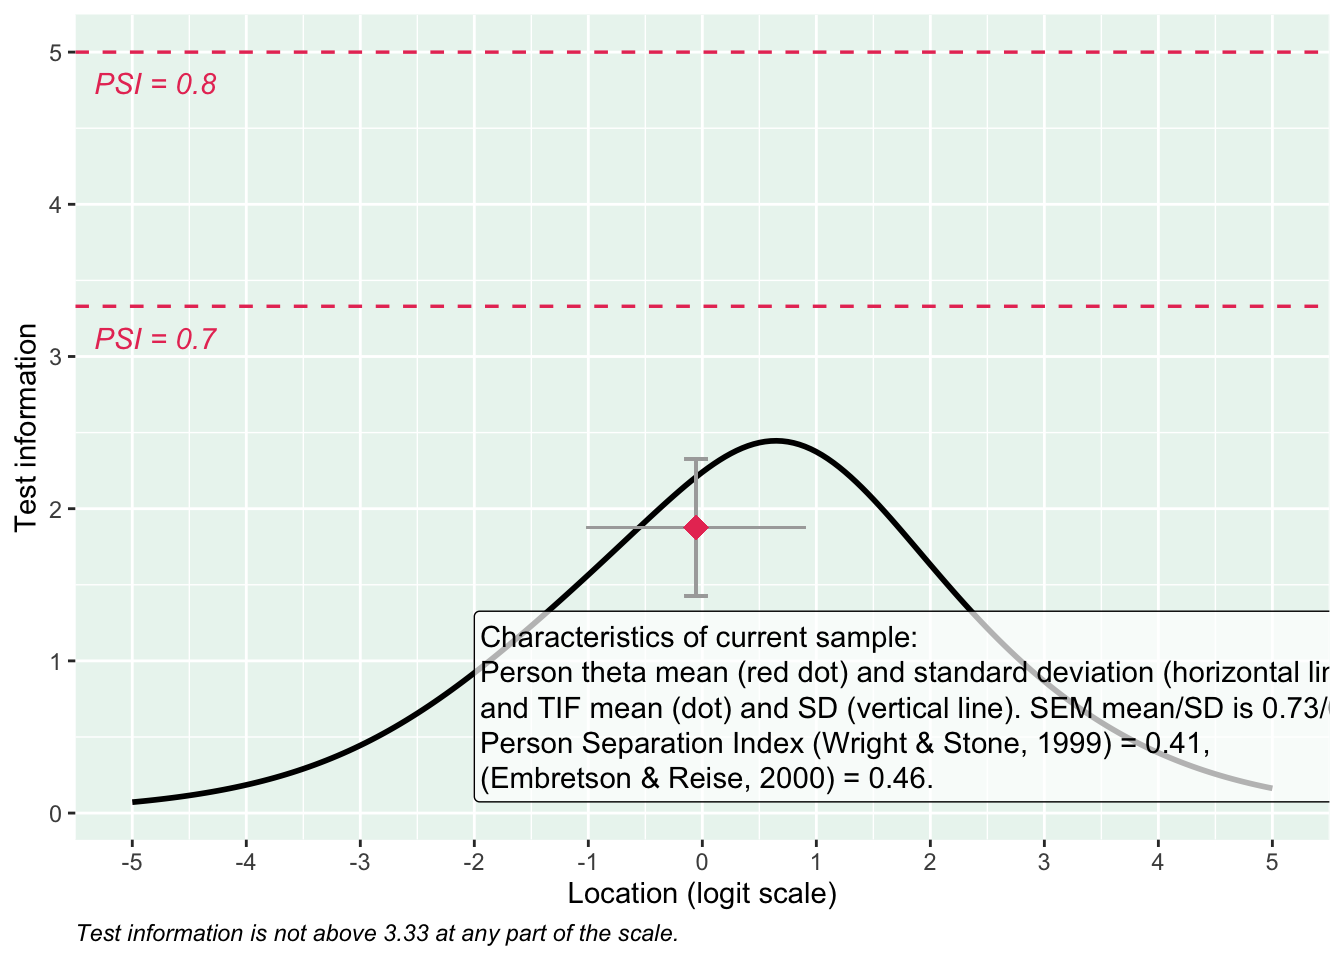 5
PSI = 0.8
4
PSI = 0.7
3
2
1
0
Test information
Characteristics of current sample:
Person theta mean (red dot) and standard deviation (horizontal
and TIF mean (dot) and SD (vertical line). SEM mean/SD is 0.73/
Person Separation Index (Wright & Stone, 1999) = 0.41,
(Embretson & Reise, 2000) = 0.46.
-5 -4 -3 -2 -1 0 1 2 3 4 5
Location (logit scale)
Test information is not above 3.33 at any part of the scale.